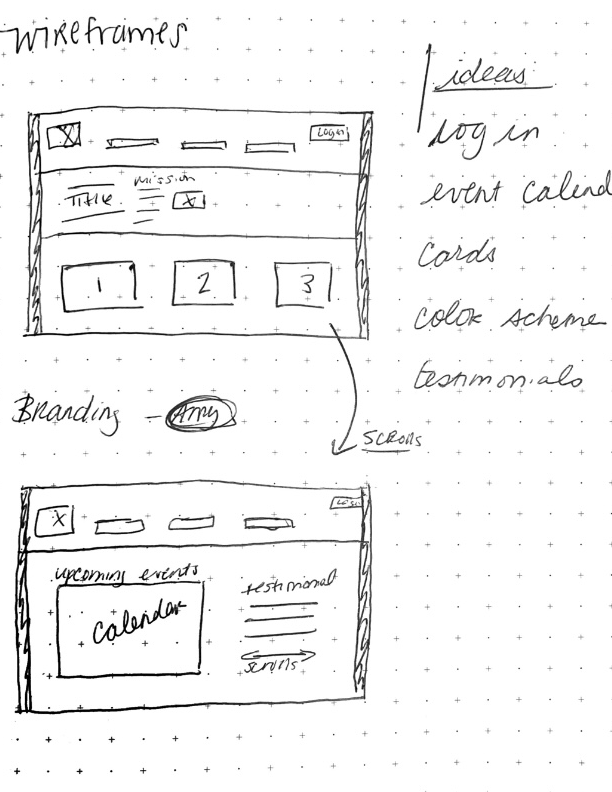 wireframes
ideas
log in
event calend
cards
color scheme
testimonials
X
Login
Title
mission
X
1 2 3
Branding - Amy
scrolls
X
upcoming events
calendar
testimonial
scrolls